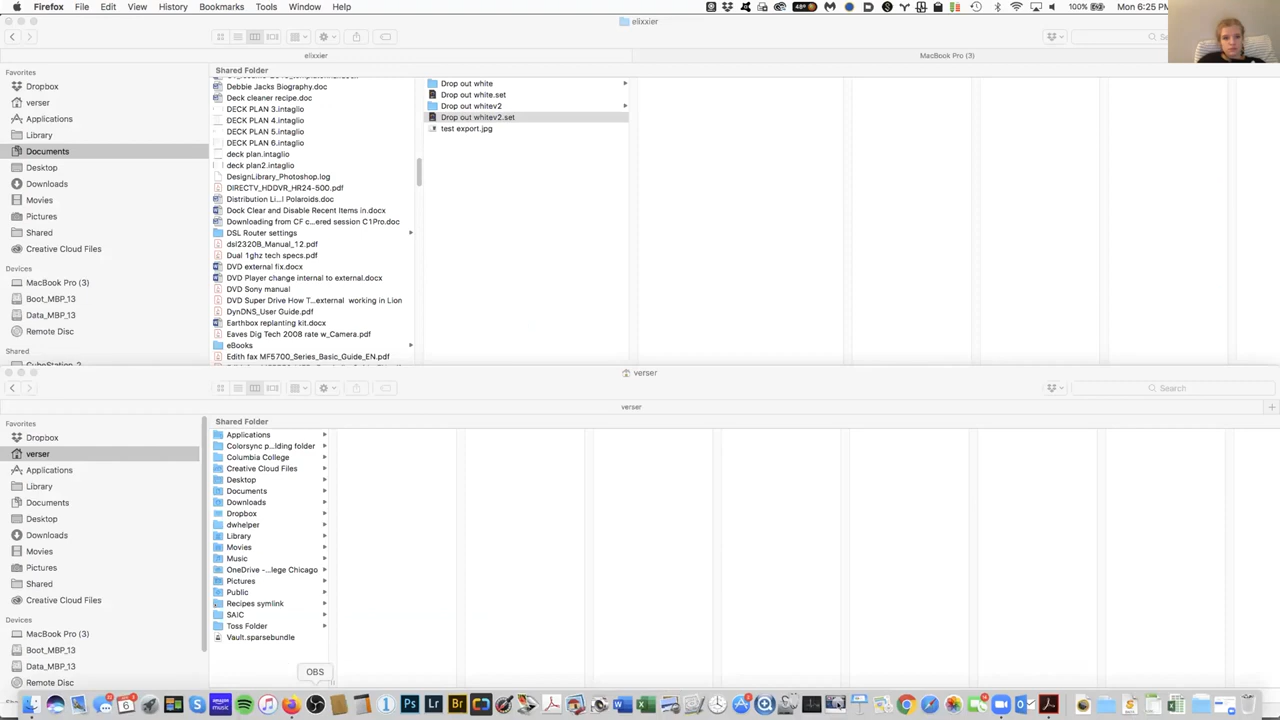 Firefox File Edit View History Bookmarks Tools Window Help
48° 100% Mon 6:25 PM
elixxier
elixxier MacBook Pro (3)
Favorites
Dropbox
verser
Applications
Library
Documents
Desktop
Downloads
Movies
Pictures
Shared
Creative Cloud Files
Devices
MacBook Pro (3)
Boot_MBP_13
Data_MBP_13
Remote Disc
Shared
Shared Folder
Debbie Jacks Biography.doc
Deck cleaner recipe.doc
DECK PLAN 3.intaglio
DECK PLAN 4.intaglio
DECK PLAN 5.intaglio
DECK PLAN 6.intaglio
deck plan.intaglio
deck plan2.intaglio
DesignLibrary_Photoshop.log
DIRECTV_HDDVR_HR24-500.pdf
Distribution Li...l Polaroids.doc
Dock Clear and Disable Recent Items in.docx
Downloading from CF c...ered session C1Pro.doc
DSL Router settings
dsl2320B_Manual_12.pdf
Dual 1ghz tech specs.pdf
DVD external fix.docx
DVD Player change internal to external.docx
DVD Sony manual
DVD Super Drive How T...external working in Lion
DynDNS_User Guide.pdf
Earthbox replanting kit.docx
Eaves Dig Tech 2008 rate w_Camera.pdf
eBooks
Edith fax MF5700_Series_Basic_Guide_EN.pdf
Drop out white
Drop out white.set
Drop out whitev2
Drop out whitev2.set
test export.jpg
verser
Search
verser
Favorites
Dropbox
verser
Applications
Library
Documents
Desktop
Downloads
Movies
Pictures
Shared
Creative Cloud Files
Devices
MacBook Pro (3)
Boot_MBP_13
Data_MBP_13
Remote Disc
Shared Folder
Applications
Colorsync p...lding folder
Columbia College
Creative Cloud Files
Desktop
Documents
Downloads
Dropbox
dwhelper
Library
Movies
Music
OneDrive -...lege Chicago
Pictures
Public
Recipes symlink
SAIC
Toss Folder
Vault.sparsebundle
OBS
amazon music Ps Lr Br